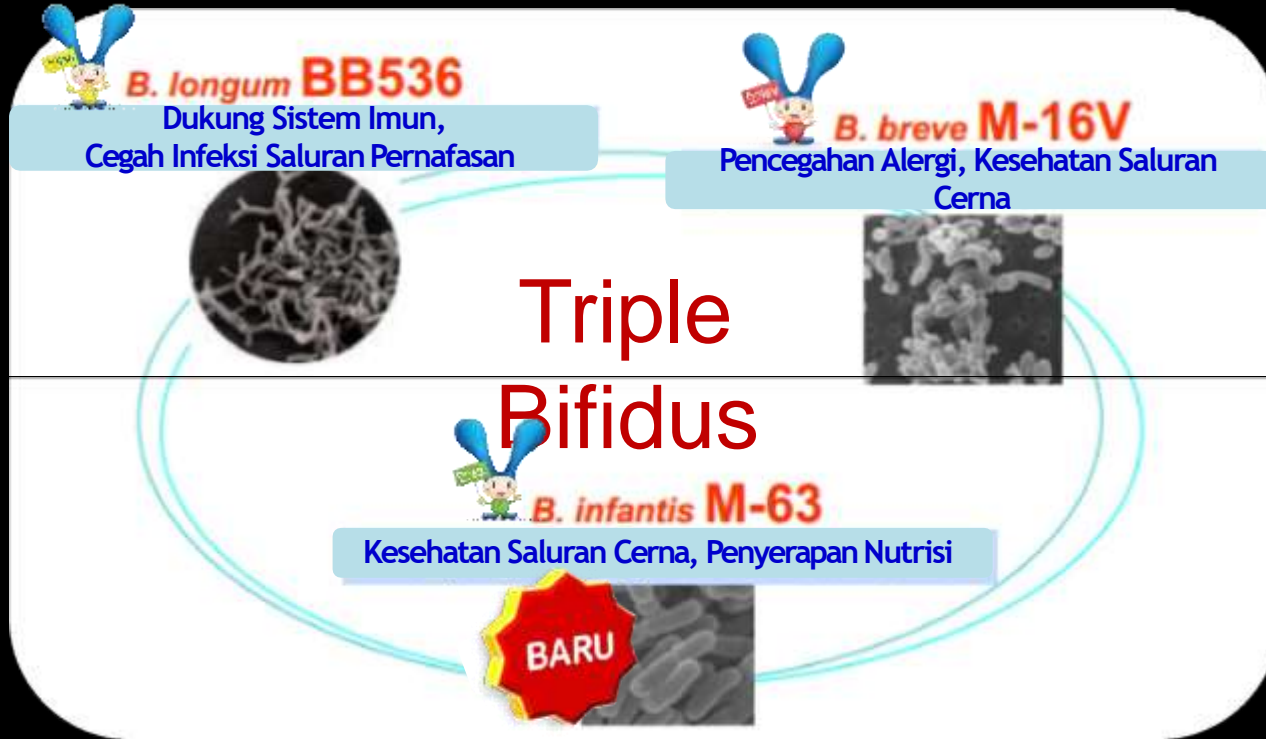 B. longum BB536
Dukung Sistem Imun,
Cegah Infeksi Saluran Pernafasan
B. breve M-16V
Pencegahan Alergi, Kesehatan Saluran
Cerna
Triple
Bifidus
B. infantis M-63
Kesehatan Saluran Cerna, Penyerapan Nutrisi
BARU